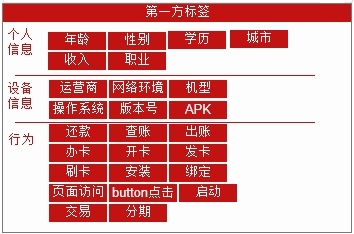 第一方标签
个人信息
年龄 性别 学历 城市
收入 职业
设备信息
运营商 网络环境 机型
操作系统 版本号 APK
行为
还款 查账 出账
办卡 开卡 发卡
刷卡 安装 绑定
页面访问 button点击 启动
交易 分期